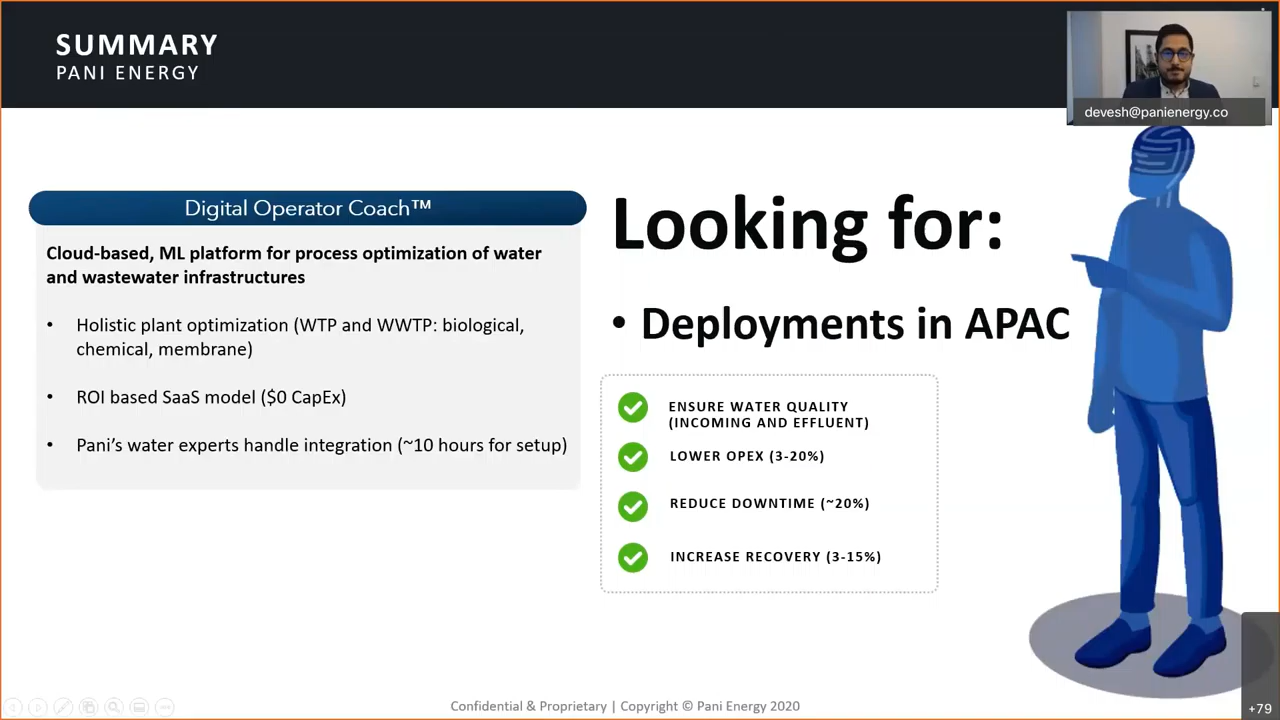 SUMMARY
PANI ENERGY
devesh@panienergy.co
Digital Operator Coach™
Cloud-based, ML platform for process optimization of water
and wastewater infrastructures
• Holistic plant optimization (WTP and WWTP: biological,
chemical, membrane)
• ROI based SaaS model ($0 CapEx)
• Pani’s water experts handle integration (~10 hours for setup)
Looking for:
• Deployments in APAC
ENSURE WATER QUALITY
(INCOMING AND EFFLUENT)
LOWER OPEX (3-20%)
REDUCE DOWNTIME (~20%)
INCREASE RECOVERY (3-15%)
Confidential & Proprietary | Copyright © Pani Energy 2020
+79